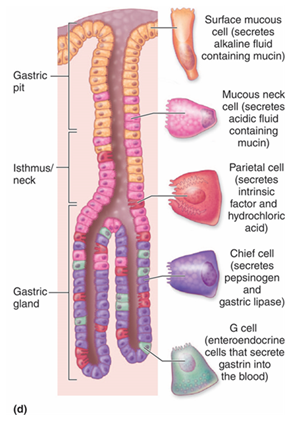 Surface mucous
cell (secretes
alkaline fluid
containing mucin)
Gastric
pit
Mucous neck
cell (secretes
acidic fluid
containing
mucin)
Isthmus/
neck
Parietal cell
(secretes
intrinsic
factor and
hydrochloric
acid)
Chief cell
(secretes
pepsinogen
and
gastric lipase)
Gastric
gland
G cell
(enteroendocrine
cells that secrete
gastrin into
the blood)
(d)